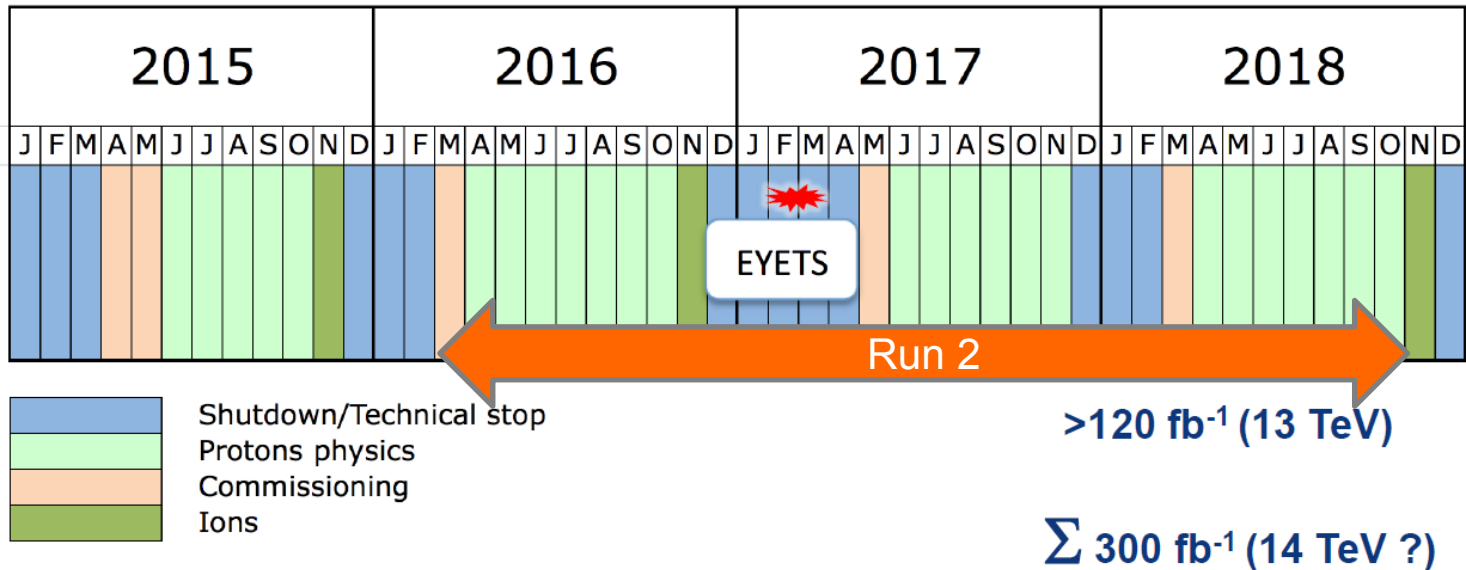 2015 2016 2017 2018
J F M A M J J A S O N D J F M A M J J A S O N D J F M A M J J A S O N D J F M A M J J A S O N D
EYETS
Run 2
Shutdown/Technical stop
Protons physics
Commissioning
Ions
>120 fb⁻¹ (13 TeV)
Σ 300 fb⁻¹ (14 TeV ?)